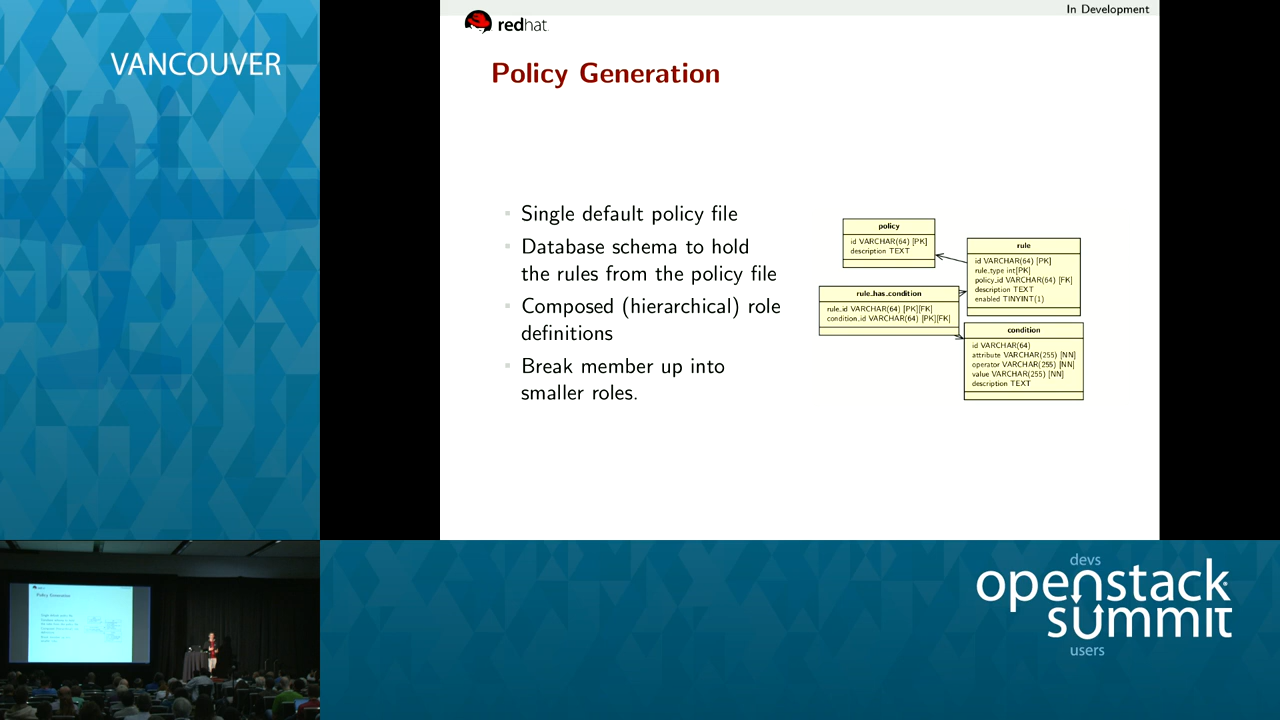 VANCOUVER
In Development
redhat.
Policy Generation
Single default policy file
Database schema to hold
the rules from the policy file
Composed (hierarchical) role
definitions
Break member up into
smaller roles.
policy
id VARCHAR(64) [PK]
description TEXT
rule
id VARCHAR(64) [PK]
rule_type int[PK]
policy_id VARCHAR(64) [FK]
description TEXT
enabled TINYINT(1)
rule_has_condition
rule_id VARCHAR(64) [PK][FK]
condition_id VARCHAR(64) [PK][FK]
condition
id VARCHAR(64)
attribute VARCHAR(255) [NN]
operator VARCHAR(255) [NN]
value VARCHAR(255) [NN]
description TEXT
Policy Generation
devs
openstack
summit
users